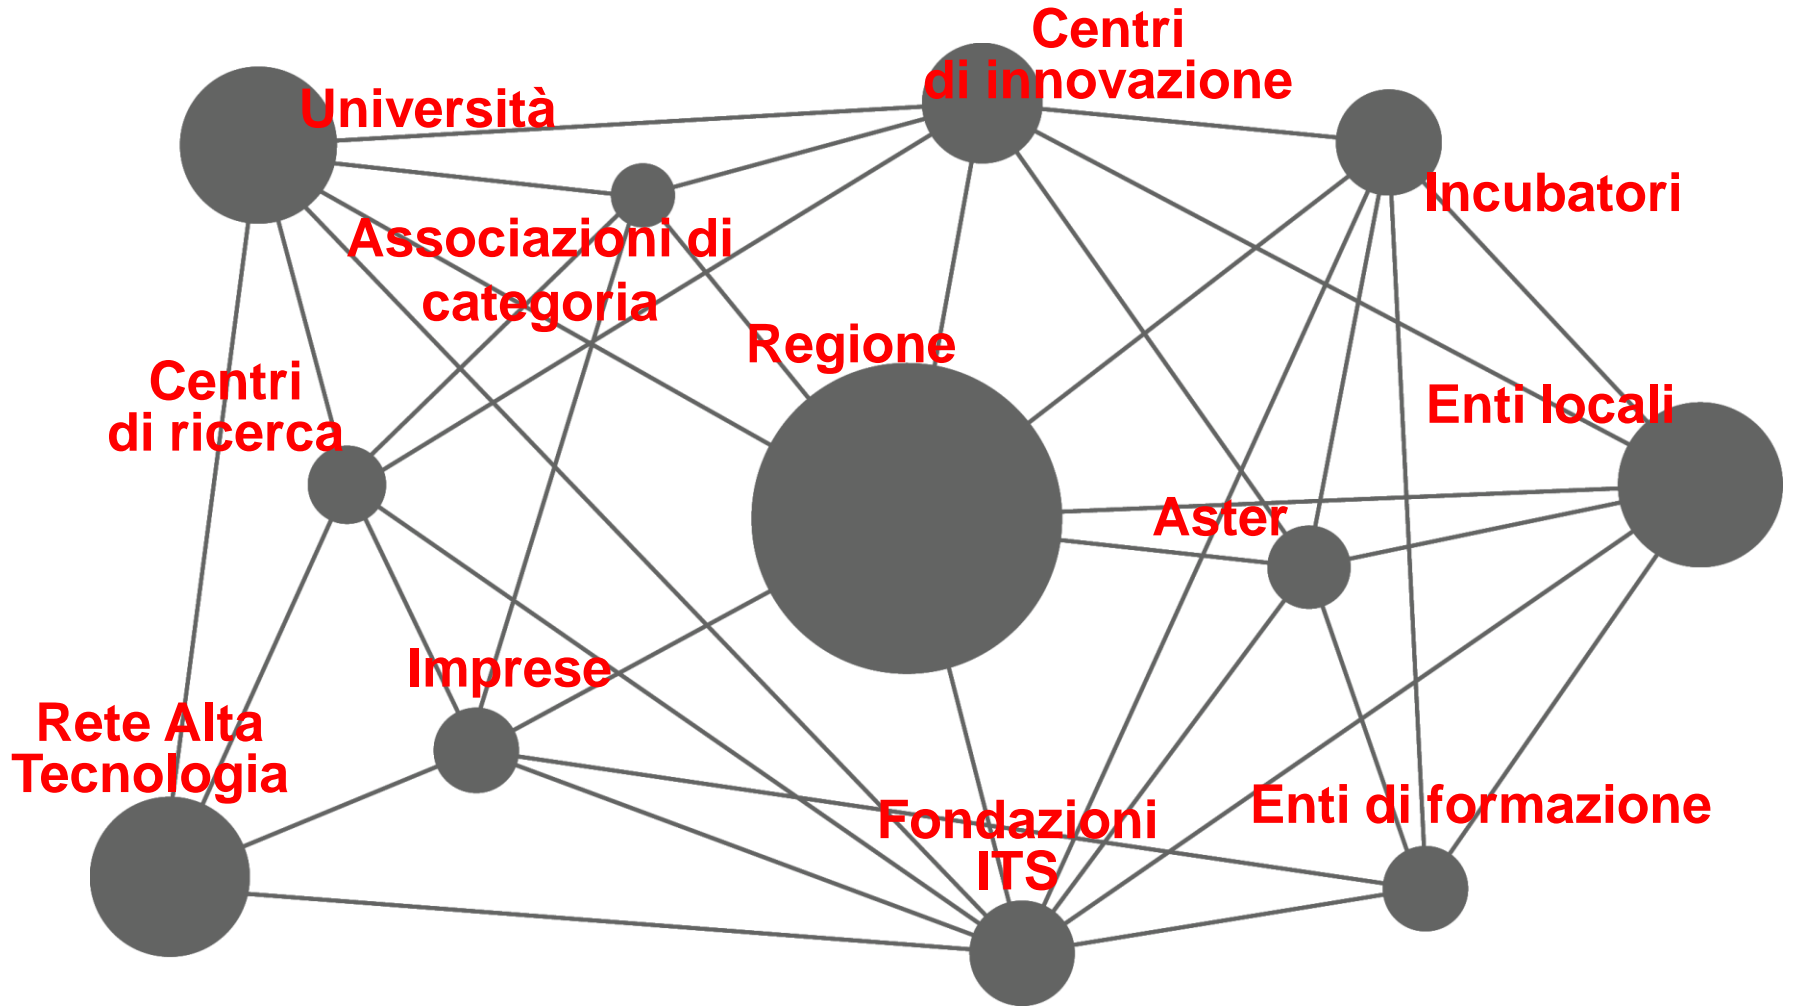 Centri
di innovazione
Università
Incubatori
Associazioni di
categoria
Regione
Centri
di ricerca
Enti locali
Aster
Imprese
Rete Alta
Tecnologia
Fondazioni
ITS
Enti di formazione